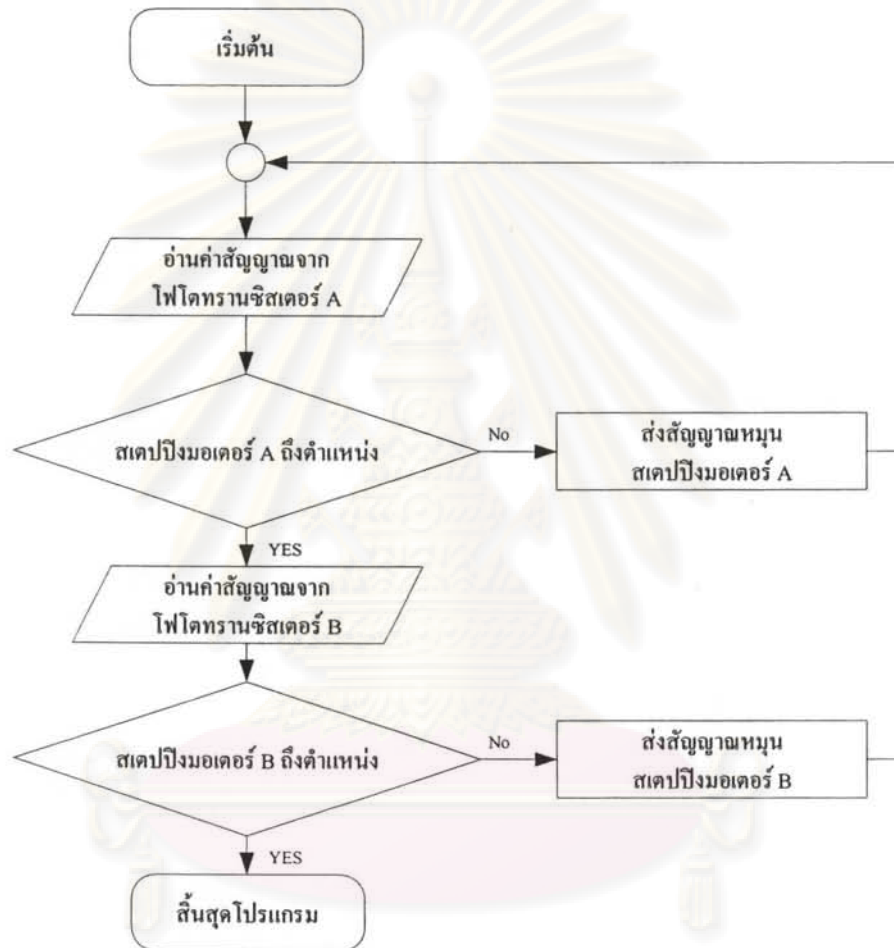 เริ่มต้น
อ่านค่าสัญญาณจาก
โฟโตทรานซิสเตอร์ A
สเตปปิงมอเตอร์ A ถึงตำแหน่ง
No
ส่งสัญญาณหมุน
สเตปปิงมอเตอร์ A
YES
อ่านค่าสัญญาณจาก
โฟโตทรานซิสเตอร์ B
สเตปปิงมอเตอร์ B ถึงตำแหน่ง
No
ส่งสัญญาณหมุน
สเตปปิงมอเตอร์ B
YES
สิ้นสุดโปรแกรม